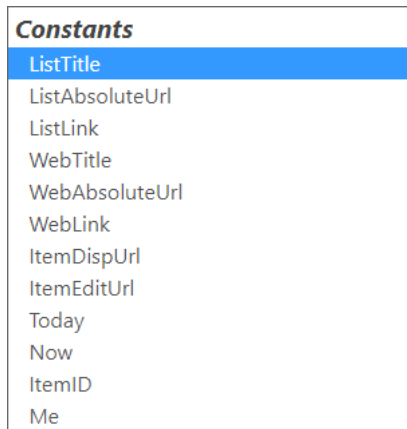 Constants
ListTitle
ListAbsoluteUrl
ListLink
WebTitle
WebAbsoluteUrl
WebLink
ItemDispUrl
ItemEditUrl
Today
Now
ItemID
Me